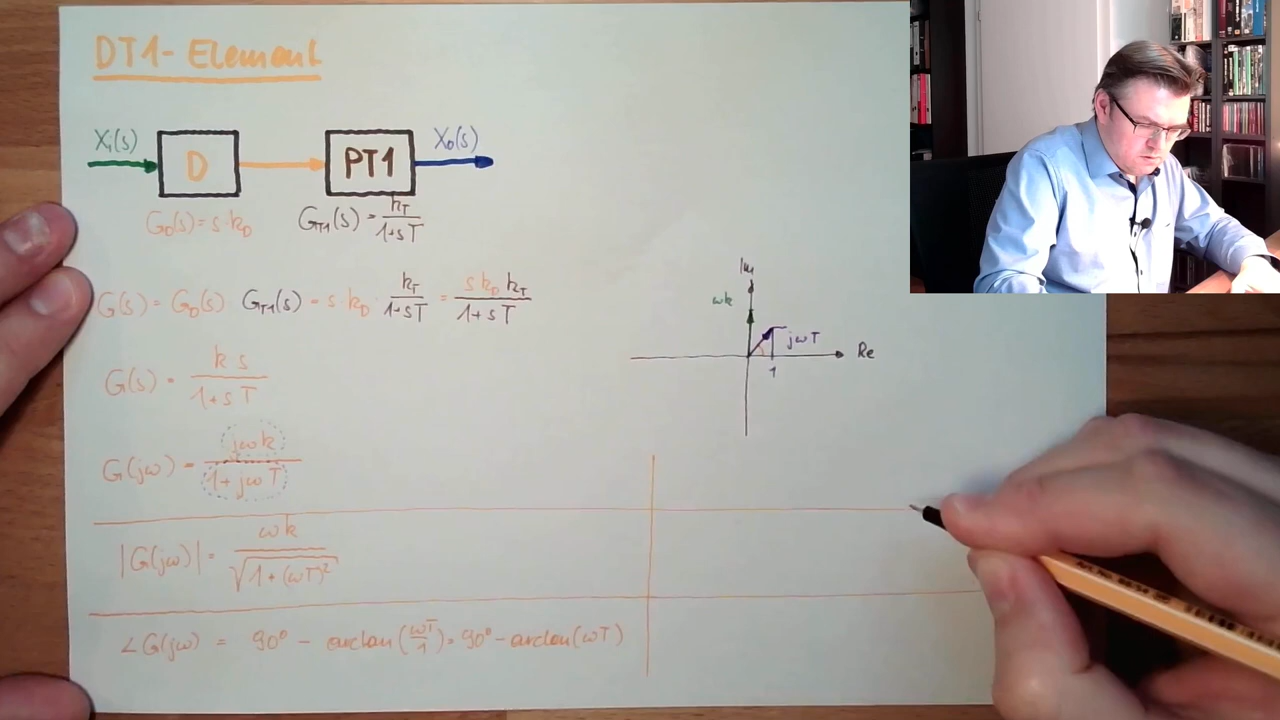 DT1-Element
Xi(s) D PT1 Xo(s)
G_D(s) = s·k_D G_T1(s) = k_T/(1+sT)
G(s) = G_D(s) G_T1(s) = s·k_D · k_T/(1+sT) = s k_D k_T/(1+sT)
G(s) = k s/(1+sT)
G(jω) = jωk/(1+jωT)
|G(jω)| = ωk/√(1+(ωT)²)
∠G(jω) = 90° - arctan(ωT/1) = 90° - arctan(ωT)
Im
ωk
jωT
Re
1